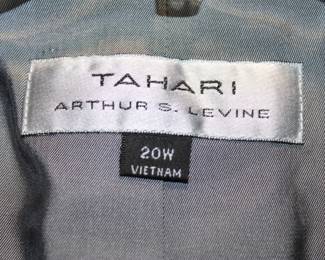 TAHARI
ARTHUR S. LEVINE
20W
VIETNAM